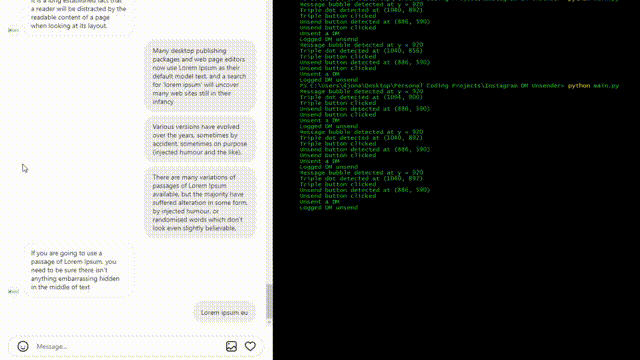 It is a long established fact that
a reader will be distracted by the
readable content of a page
when looking at its layout.
Many desktop publishing
packages and web page editors
now use Lorem Ipsum as their
default model text, and a search
for 'lorem ipsum' will uncover
many web sites still in their
infancy
Various versions have evolved
over the years, sometimes by
accident, sometimes on purpose
(injected humour and the like).
There are many variations of
passages of Lorem Ipsum
available, but the majority have
suffered alteration in some form,
by injected humour, or
randomised words which don't
look even slightly believable.
If you are going to use a
passage of Lorem Ipsum, you
need to be sure there isn't
anything embarrassing hidden
in the middle of text
Lorem ipsum eu
Message...
Message bubble detected at y = 920
Triple dot detected at (1040, 892)
Triple button clicked
Unsend button detected at (886, 590)
Unsend button clicked
Unsent a DM
Logged DM unsend
Message bubble detected at y = 920
Triple dot detected at (1040, 856)
Triple button clicked
Unsend button detected at (886, 590)
Unsend button clicked
Unsent a DM
Logged DM unsend
Desktop\Personal Coding Projects\Instagram DM Unsender> python main.py
Message bubble detected at y = 920
Triple dot detected at (1040, 900)
Triple button clicked
Unsend button detected at (886, 590)
Unsend button clicked
Unsent a DM
Logged DM unsend
Message bubble detected at y = 920
Triple dot detected at (1040, 892)
Triple button clicked
Unsend button detected at (886, 590)
Unsend button clicked
Unsent a DM
Logged DM unsend
Message bubble detected at y = 920
Triple dot detected at (1040, 892)
Triple button clicked
Unsend button detected at (886, 590)
Unsend button clicked
Unsent a DM
Logged DM unsend